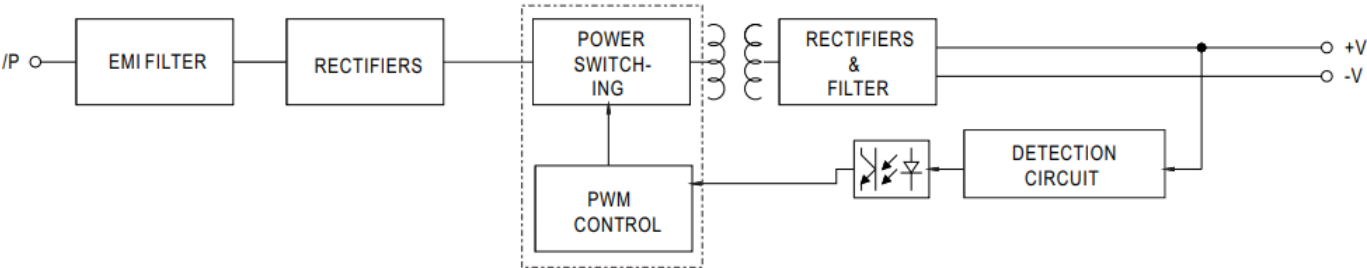 /P
EMI FILTER
RECTIFIERS
POWER
SWITCH-
ING
RECTIFIERS
&
FILTER
+V
-V
DETECTION
CIRCUIT
PWM
CONTROL